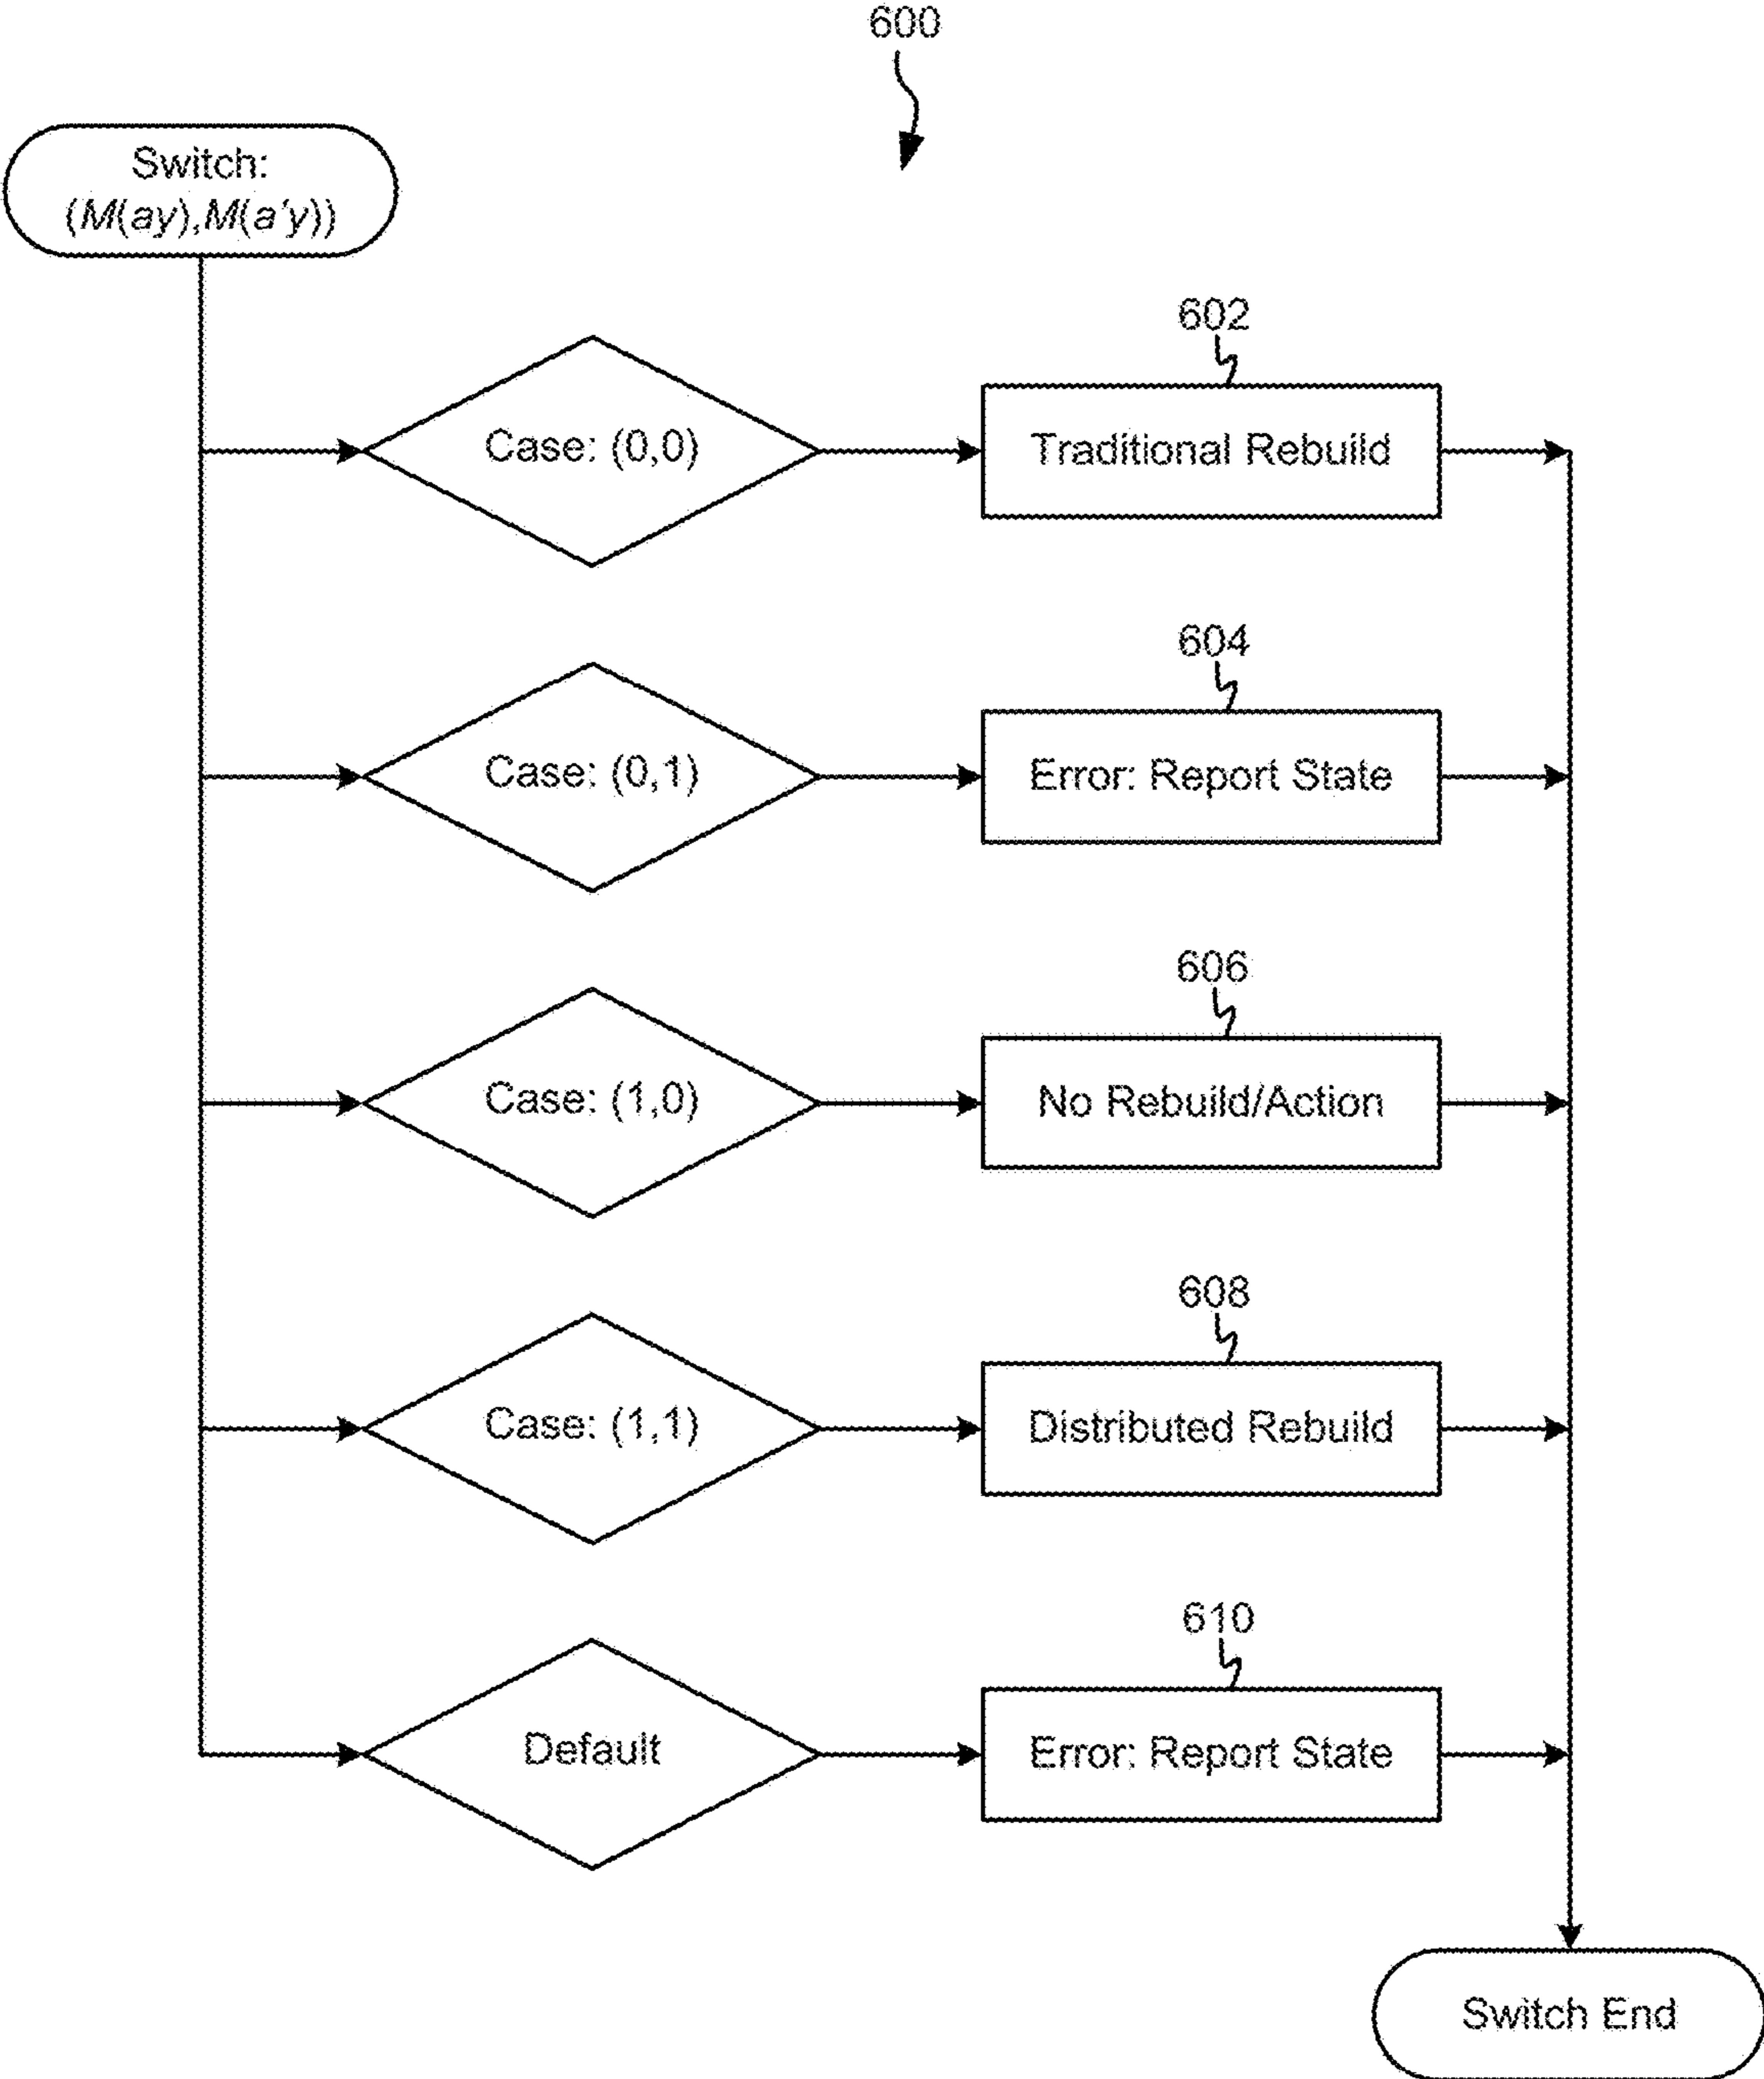 600
Switch:
(M(ay),M(a'y))
602
Case: (0,0)
Traditional Rebuild
604
Case: (0,1)
Error: Report State
606
Case: (1,0)
No Rebuild/Action
608
Case: (1,1)
Distributed Rebuild
610
Default
Error: Report State
Switch End